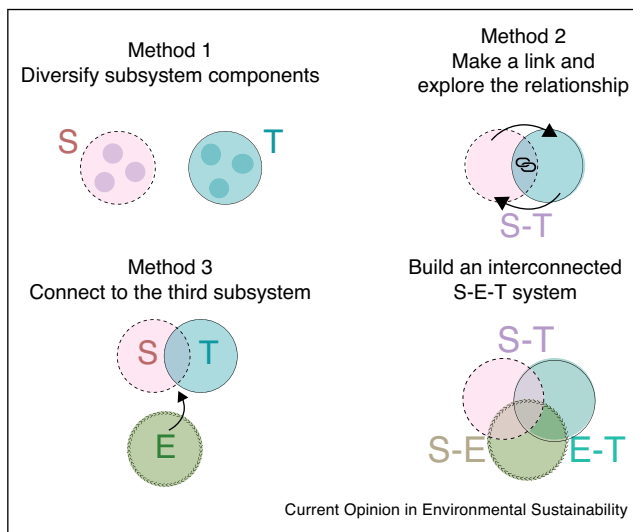 Method 1
Diversify subsystem components
S
T
Method 2
Make a link and
explore the relationship
S-T
Method 3
Connect to the third subsystem
S
T
E
Build an interconnected
S-E-T system
S-T
S-E
E-T
Current Opinion in Environmental Sustainability